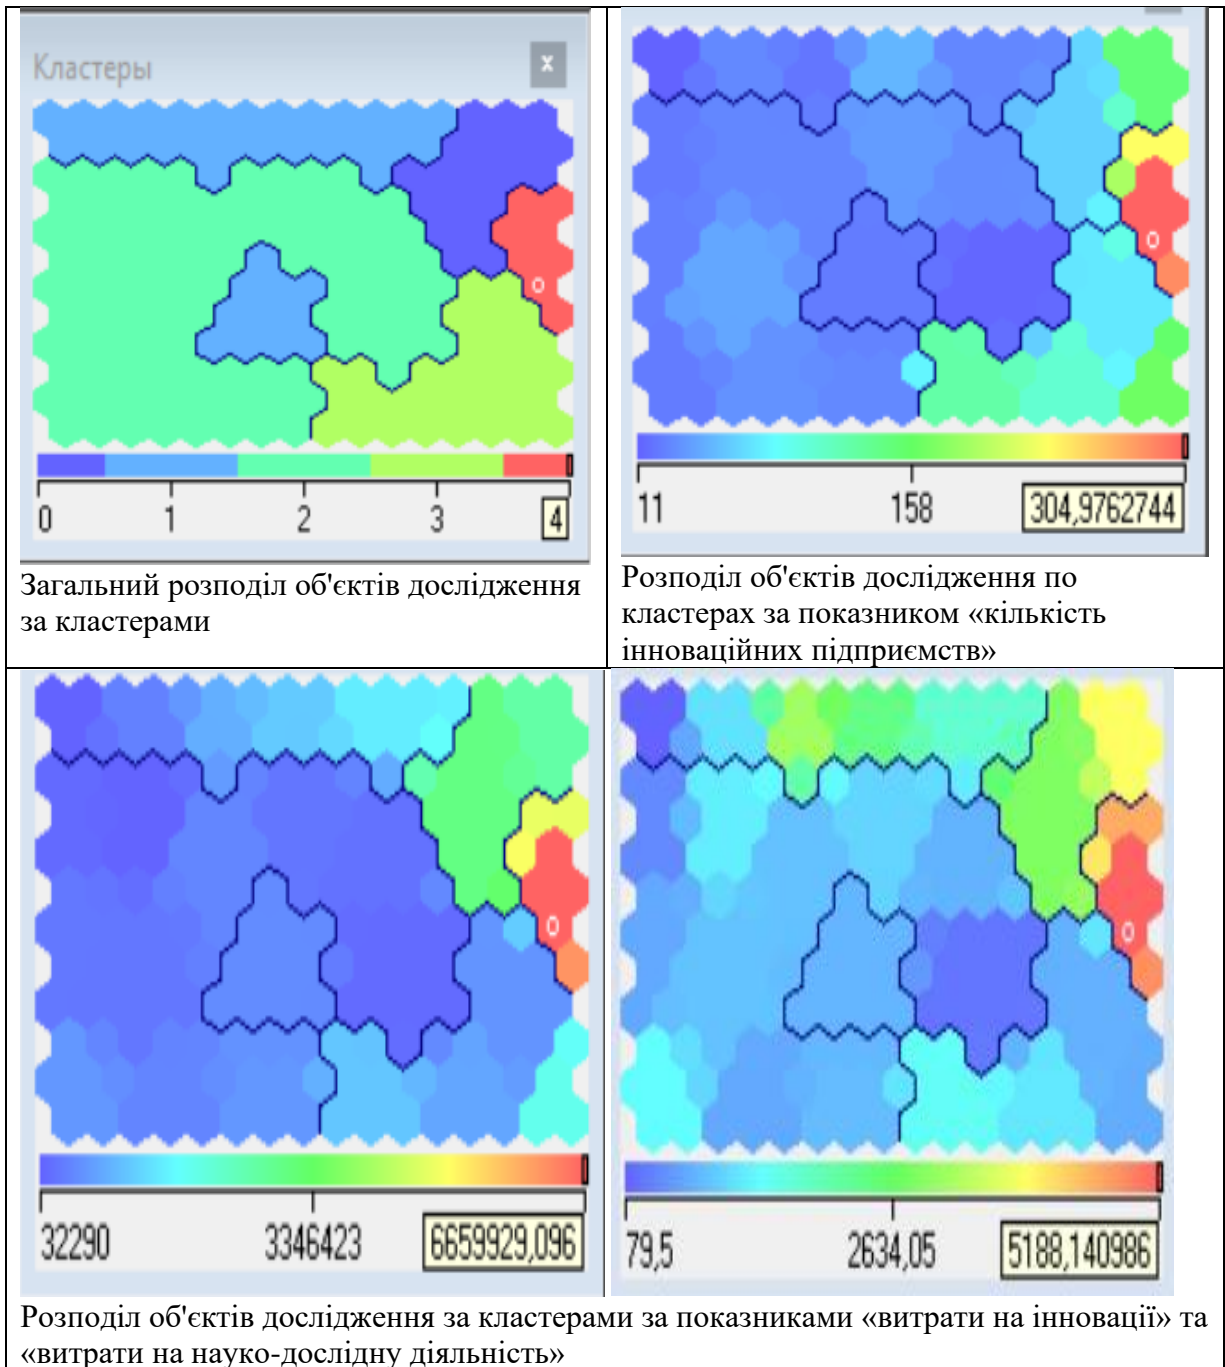 Кластеры
x
0 1 2 3 4
Загальний розподіл об'єктів дослідження
за кластерами
11 158 304,9762744
Розподіл об'єктів дослідження по
кластерах за показником «кількість
інноваційних підприємств»
32290 3346423 6659929,096
79,5 2634,05 5188,140986
Розподіл об'єктів дослідження за кластерами за показниками «витрати на інновації» та
«витрати на науко-дослідну діяльність»